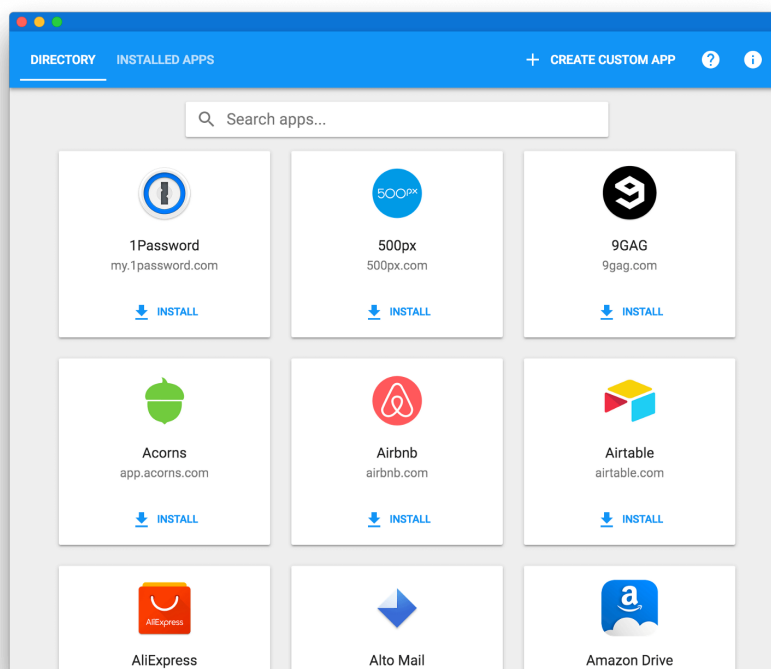 DIRECTORY INSTALLED APPS CREATE CUSTOM APP ? i
Search apps...
500px 9
1Password 500px 9GAG
my.1password.com 500px.com 9gag.com
INSTALL INSTALL INSTALL
Acorns Airbnb Airtable
app.acorns.com airbnb.com airtable.com
INSTALL INSTALL INSTALL
AliExpress a
AliExpress Alto Mail Amazon Drive